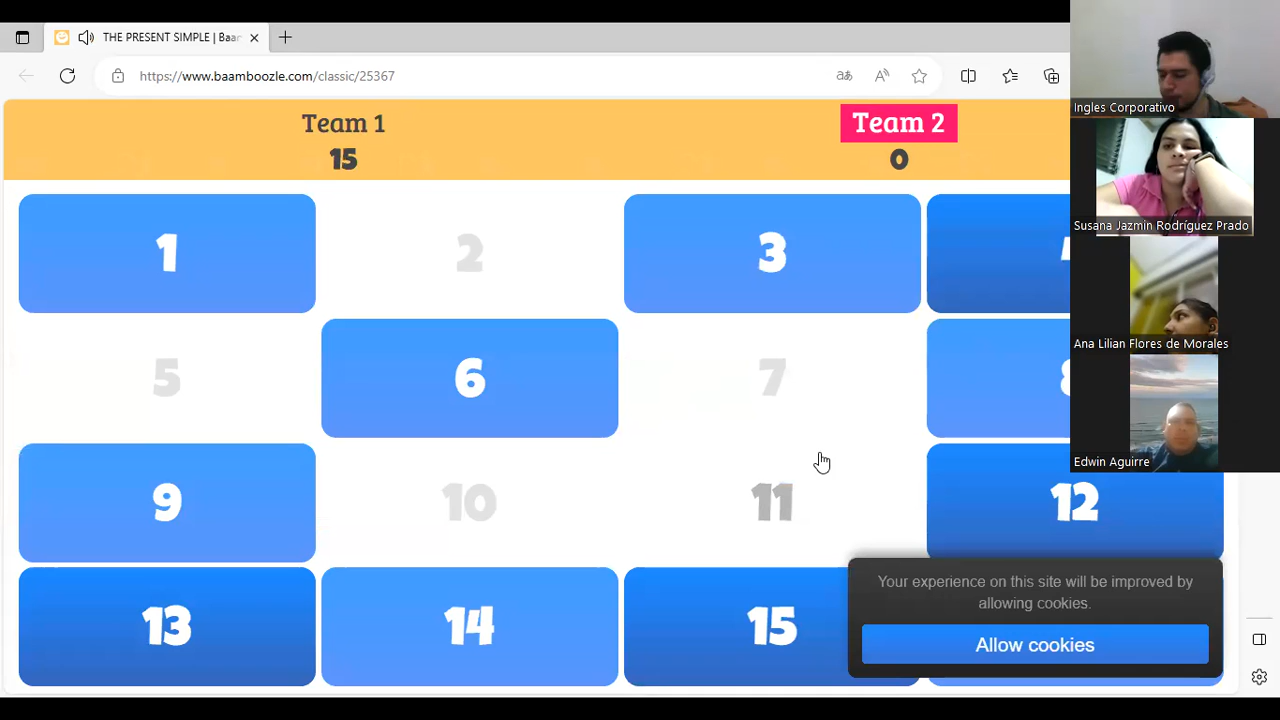 THE PRESENT SIMPLE | Baa
https://www.baamboozle.com/classic/25367
Team 1
15
Team 2
0
1
2
3
5
6
7
9
10
11
12
13
14
15
Your experience on this site will be improved by
allowing cookies.
Allow cookies
Ingles Corporativo
Susana Jazmin Rodríguez Prado
Ana Lilian Flores de Morales
Edwin Aguirre